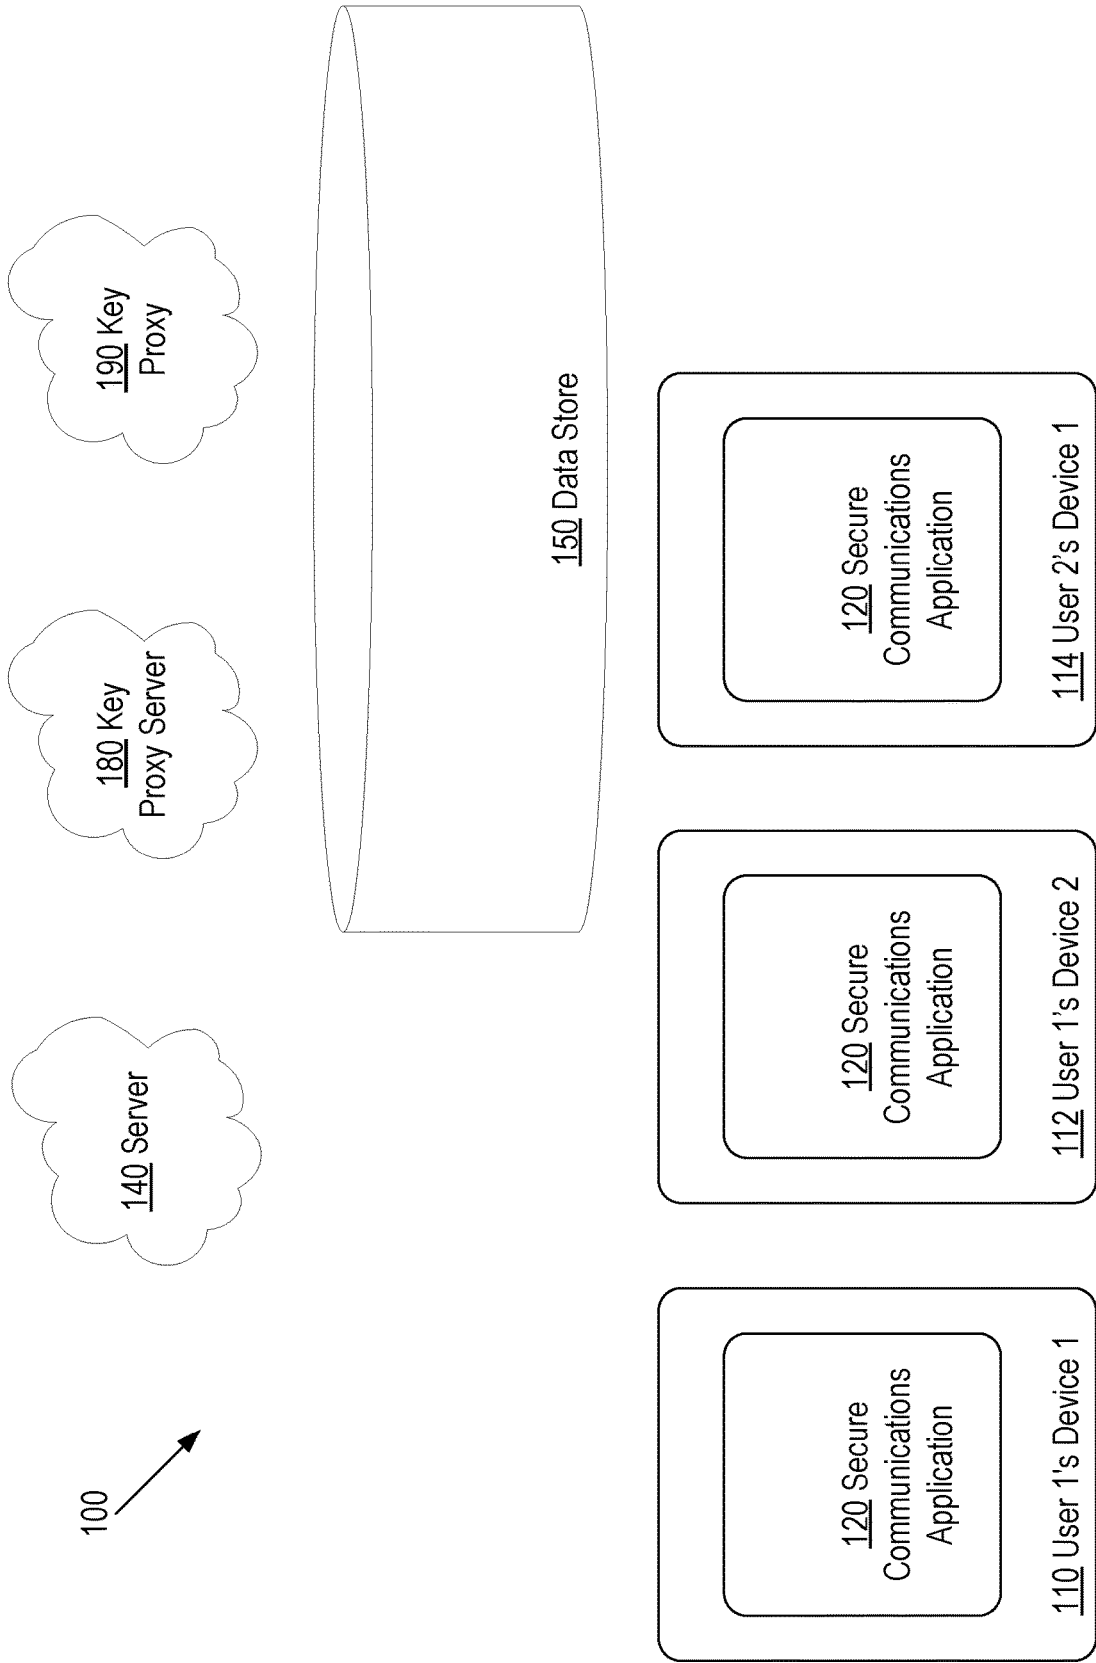 100
140 Server
180 Key
Proxy Server
190 Key
Proxy
150 Data Store
120 Secure
Communications
Application
110 User 1's Device 1
120 Secure
Communications
Application
112 User 1's Device 2
120 Secure
Communications
Application
114 User 2's Device 1